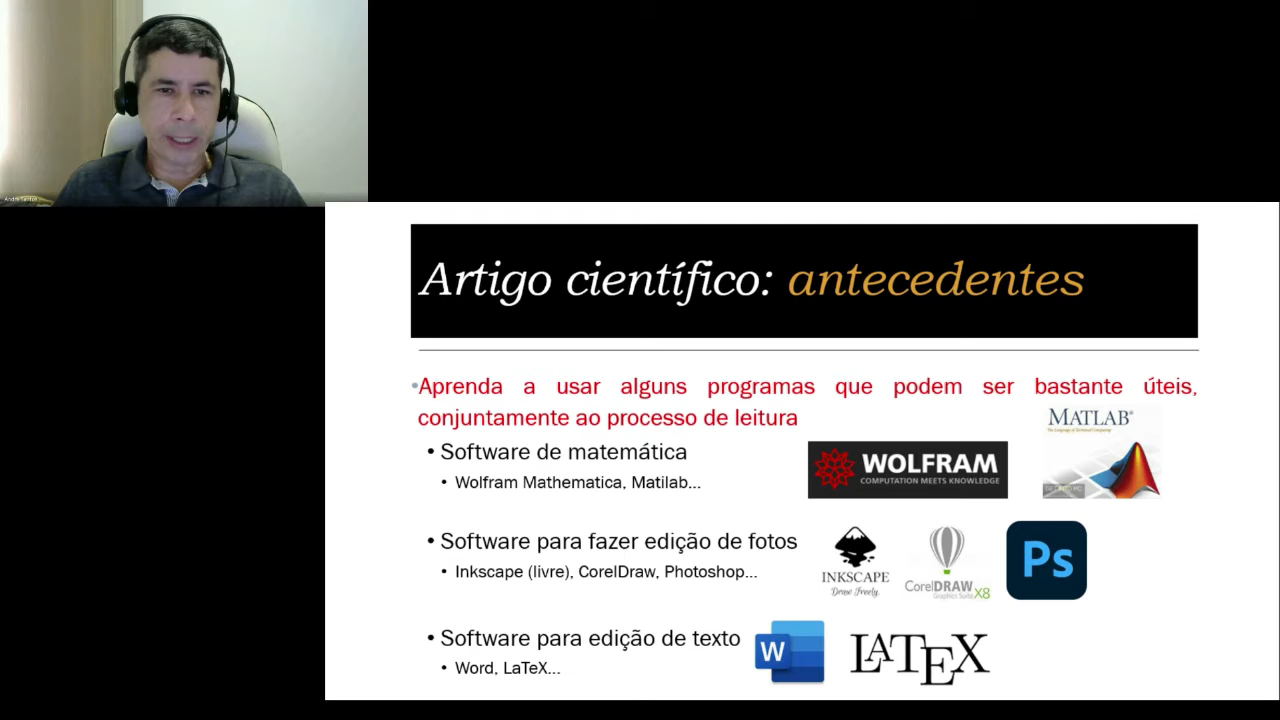 Artigo científico: antecedentes
•Aprenda a usar alguns programas que podem ser bastante úteis,
conjuntamente ao processo de leitura
MATLAB®
• Software de matemática
WOLFRAM
COMPUTATION MEETS KNOWLEDGE
• Wolfram Mathematica, Matilab...
• Software para fazer edição de fotos
Ps
INKSCAPE
Draw Freely.
CorelDRAW
Graphics Suite X8
• Inkscape (livre), CorelDraw, Photoshop...
• Software para edição de texto
W
LATEX
• Word, LaTeX...